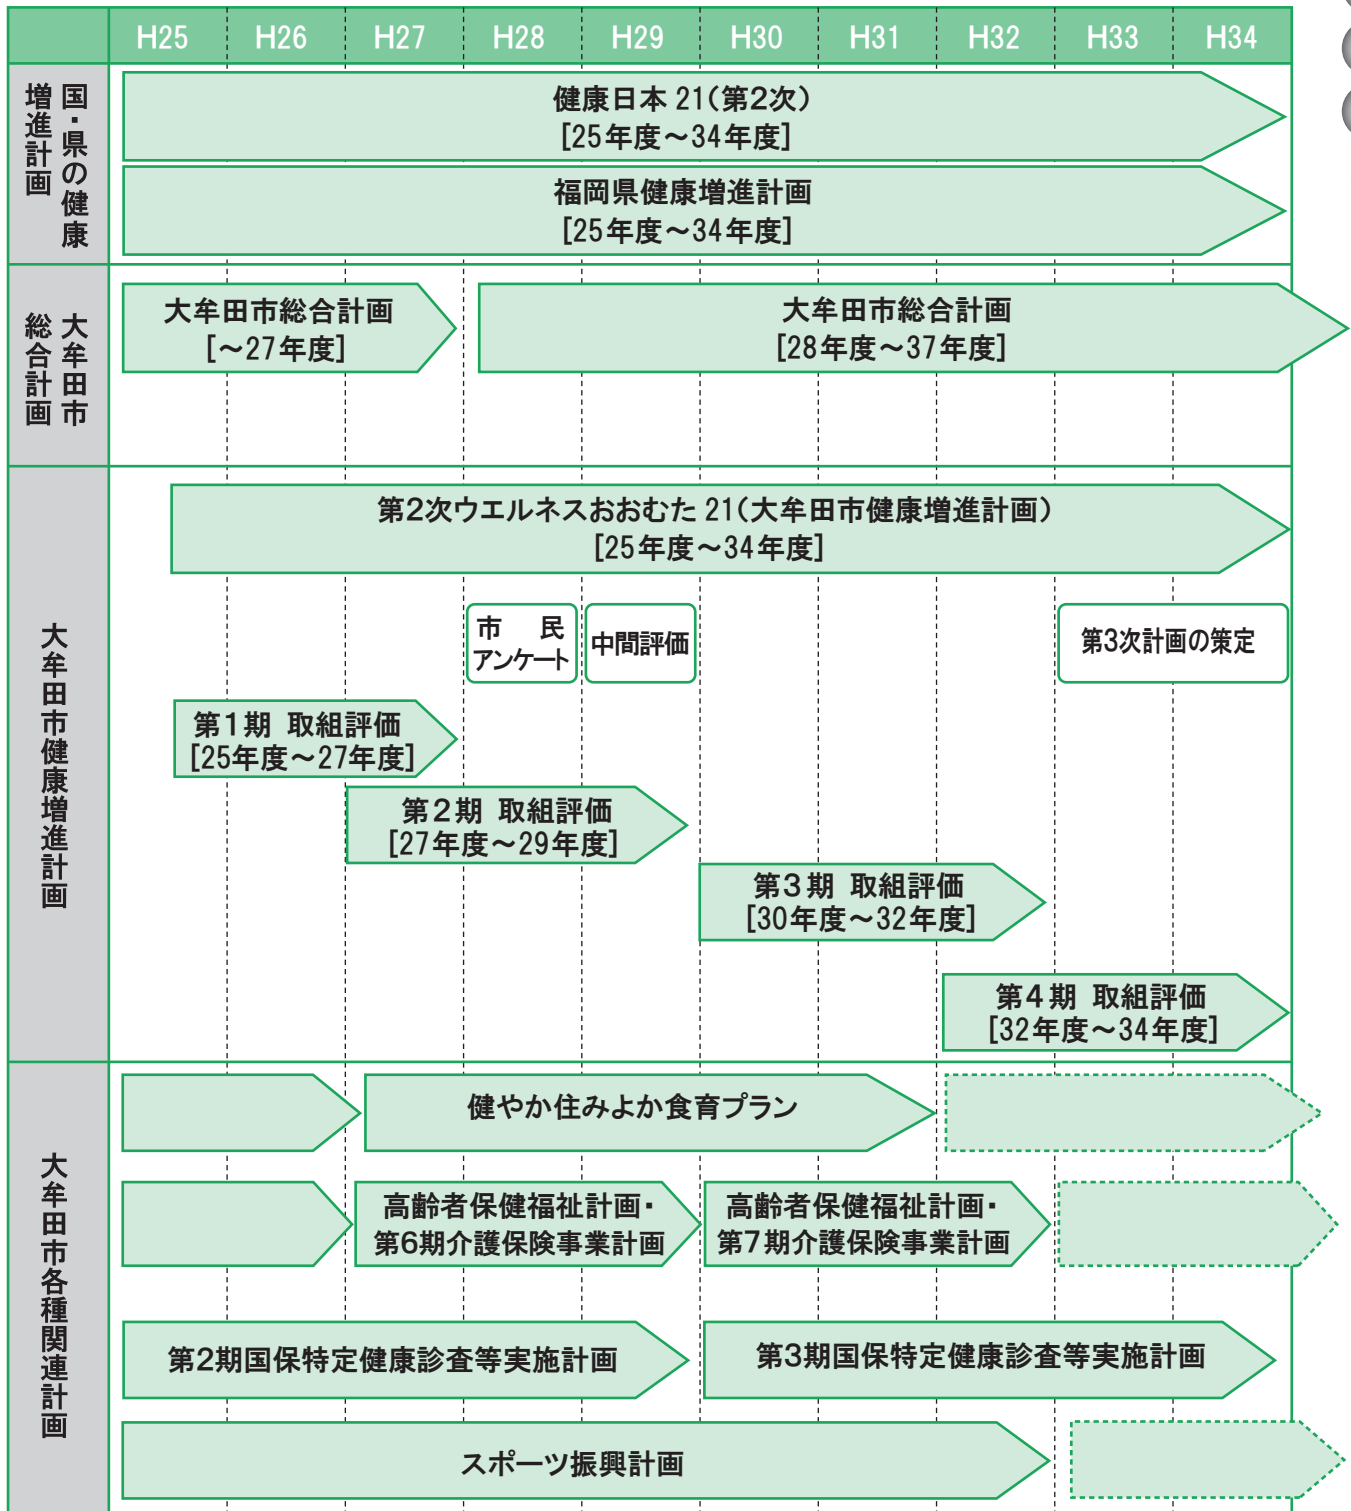 H25 H26 H27 H28 H29 H30 H31 H32 H33 H34
国・県の健康
増進計画
健康日本 21（第2次）
[25年度～34年度]
福岡県健康増進計画
[25年度～34年度]
大牟田市
総合計画
大牟田市総合計画
[～27年度]
大牟田市総合計画
[28年度～37年度]
大牟田市健康増進計画
第2次ウエルネスおおむた 21（大牟田市健康増進計画）
[25年度～34年度]
市　民
アンケート
中間評価
第3次計画の策定
第1期 取組評価
[25年度～27年度]
第2期 取組評価
[27年度～29年度]
第3期 取組評価
[30年度～32年度]
第4期 取組評価
[32年度～34年度]
大牟田市各種関連計画
健やか住みよか食育プラン
高齢者保健福祉計画・
第6期介護保険事業計画
高齢者保健福祉計画・
第7期介護保険事業計画
第2期国保特定健康診査等実施計画
第3期国保特定健康診査等実施計画
スポーツ振興計画